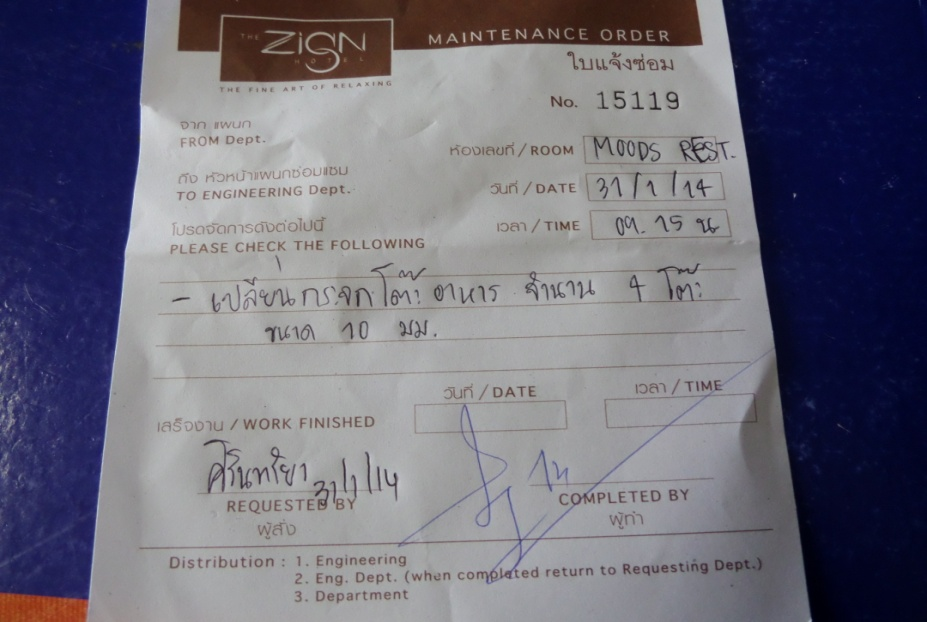 THE ZIGN HOTEL
THE FINE ART OF RELAXING
MAINTENANCE ORDER
ใบแจ้งซ่อม
No. 15119
จาก แผนก
FROM Dept.
ห้องเลขที่ / ROOM MOODS REST.
ถึง หัวหน้าแผนกซ่อมแซม
TO ENGINEERING Dept.
วันที่ / DATE 31/1/14
โปรดจัดการดังต่อไปนี้
PLEASE CHECK THE FOLLOWING
เวลา / TIME 09.15 น
- เปลี่ยนกระจกโต๊ะอาหาร จำนวน 4 โต๊ะ
ขนาด 10 มม.
วันที่ / DATE
เวลา / TIME
เสร็จงาน / WORK FINISHED
ศิรินทริยา 31/1/14
REQUESTED BY
COMPLETED BY
ผู้สั่ง
ผู้ทำ
Distribution : 1. Engineering
2. Eng. Dept. (when completed return to Requesting Dept.)
3. Department